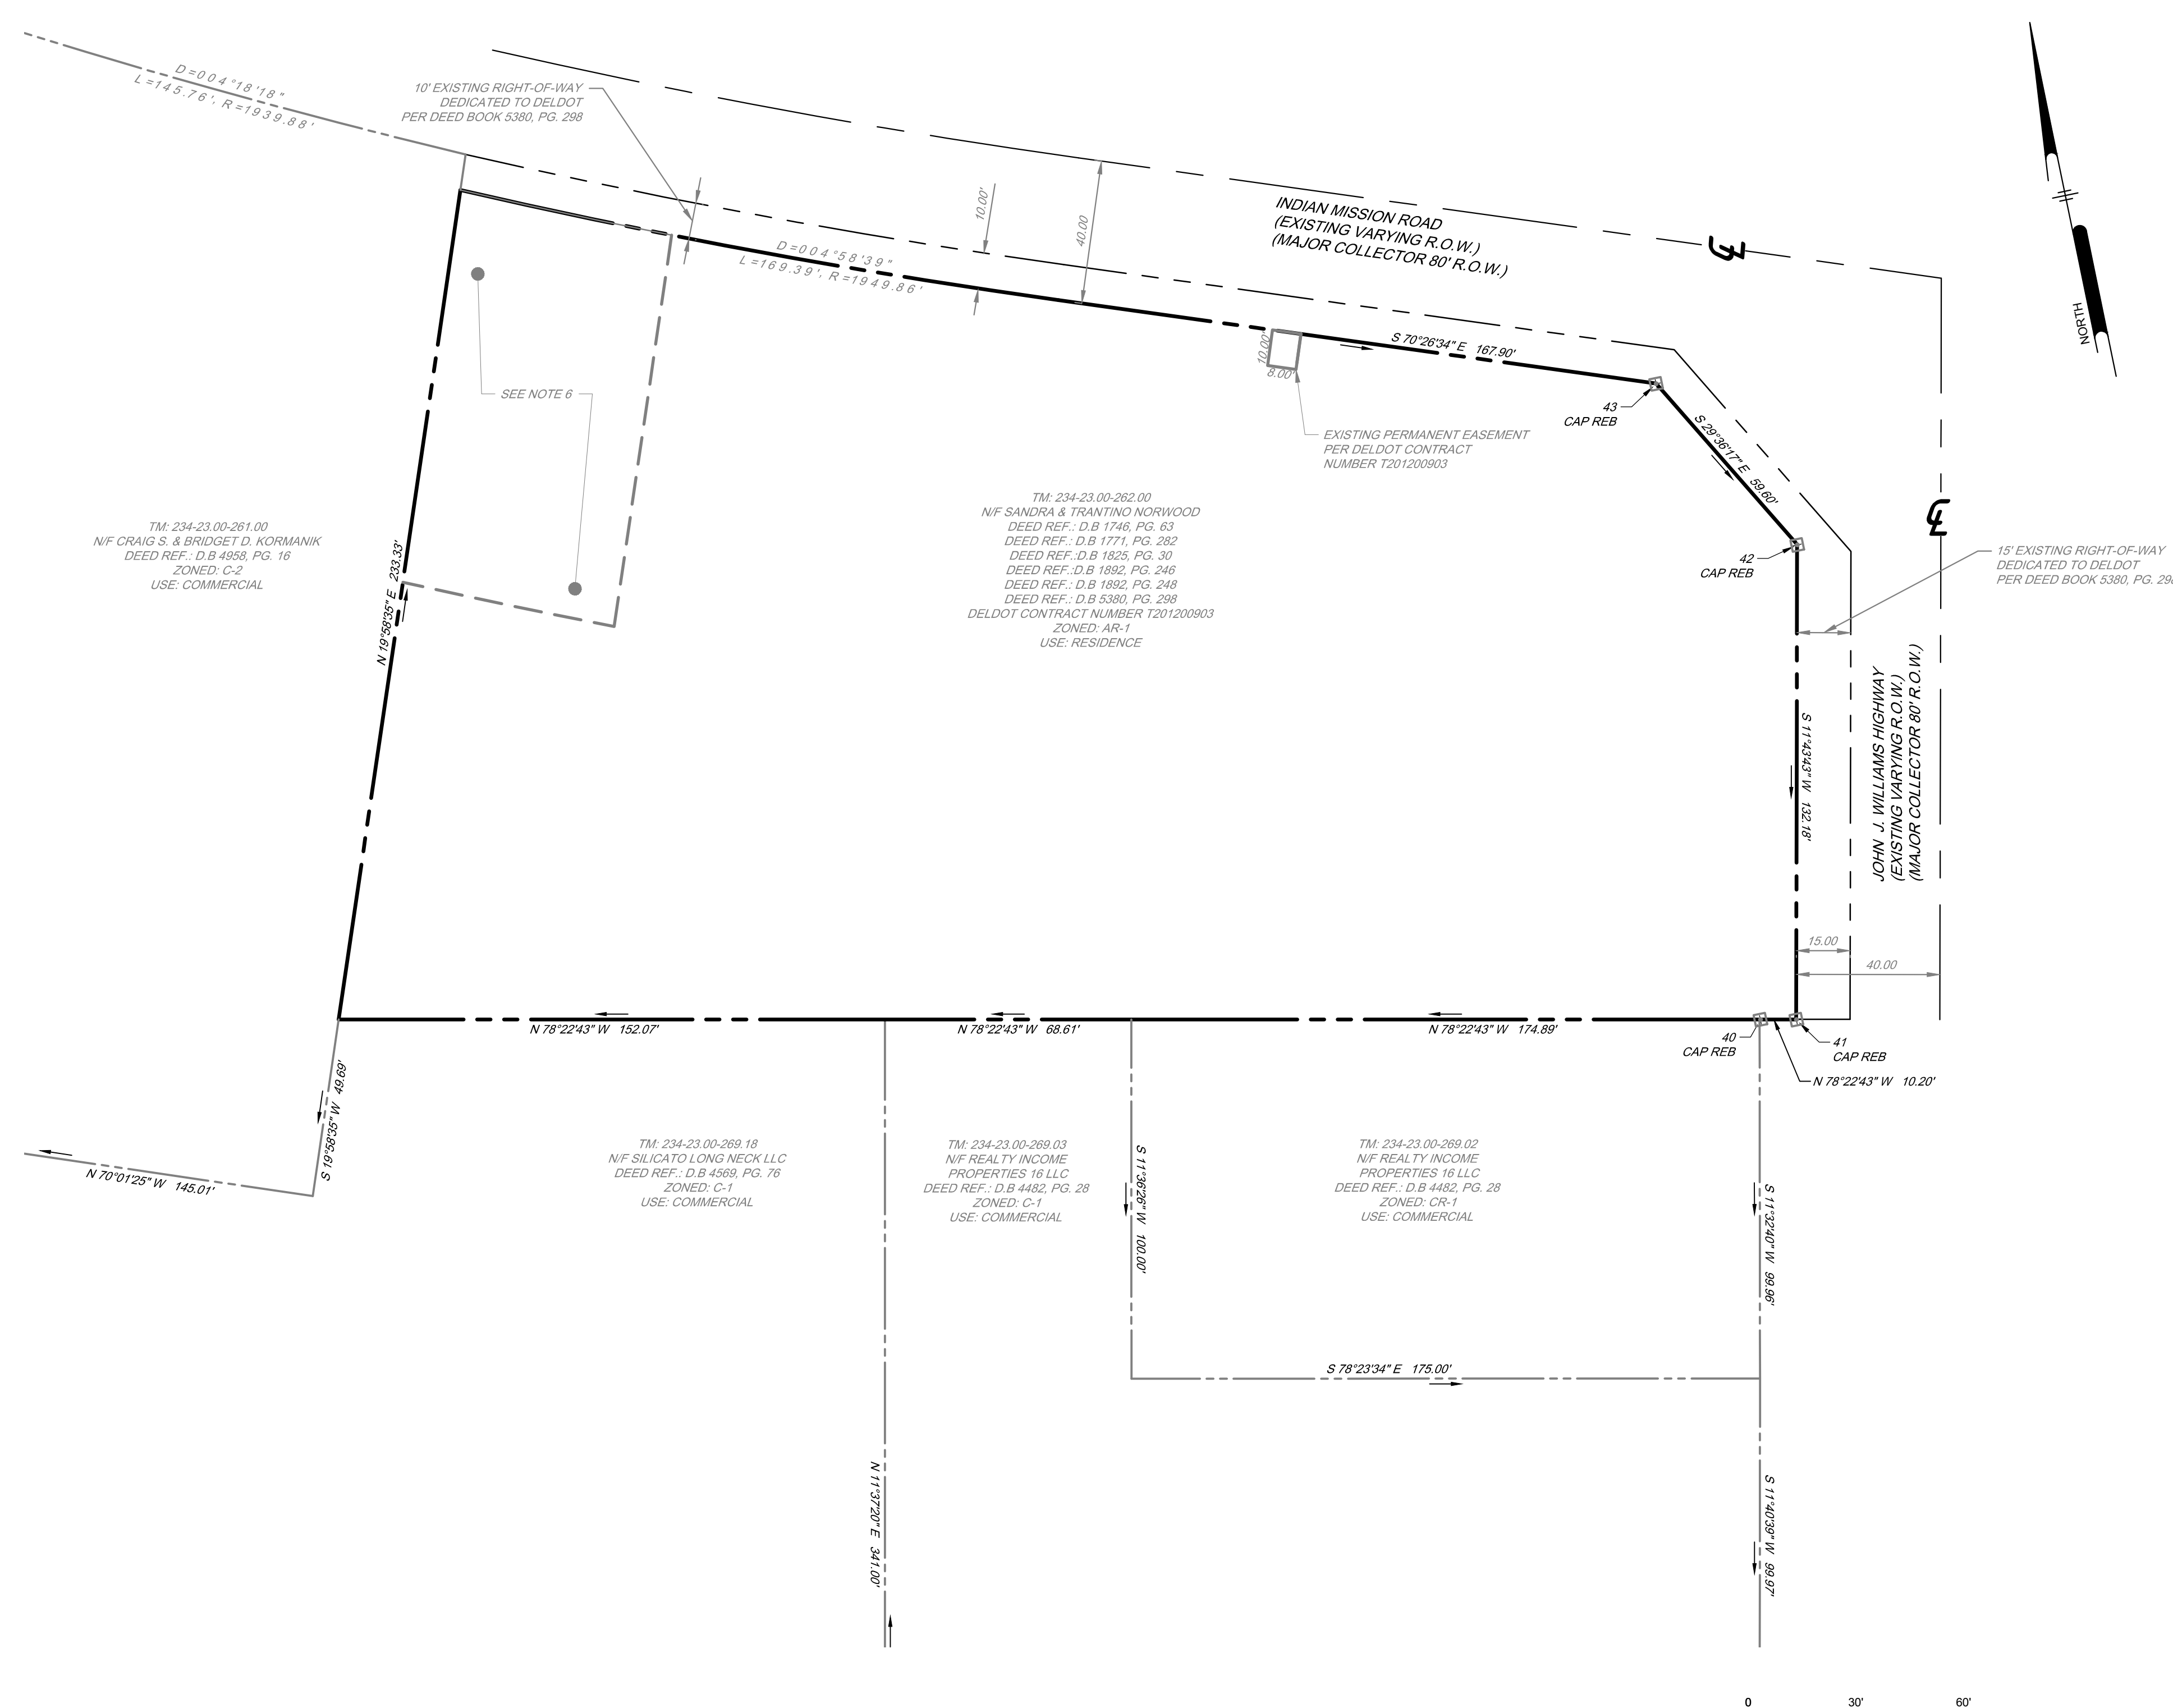 D=004°18'18"
L=145.76', R=1939.88'
10' EXISTING RIGHT-OF-WAY
DEDICATED TO DELDOT
PER DEED BOOK 5380, PG. 298
10.00'
40.00
INDIAN MISSION ROAD
(EXISTING VARYING R.O.W.)
(MAJOR COLLECTOR 80' R.O.W.)
NORTH
D=004°58'39"
L=169.39', R=1949.86'
S 70°26'34" E 167.90'
10.00'
8.00'
SEE NOTE 6
43
CAP REB
S 29°36'17" E 59.60'
EXISTING PERMANENT EASEMENT
PER DELDOT CONTRACT
NUMBER T201200903
TM: 234-23.00-261.00
N/F CRAIG S. & BRIDGET D. KORMANIK
DEED REF.: D.B 4958, PG. 16
ZONED: C-2
USE: COMMERCIAL
N 19°58'35" E 233.33'
TM: 234-23.00-262.00
N/F SANDRA & TRANTINO NORWOOD
DEED REF.: D.B 1746, PG. 63
DEED REF.: D.B 1771, PG. 282
DEED REF.:D.B 1825, PG. 30
DEED REF.:D.B 1892, PG. 246
DEED REF.: D.B 1892, PG. 248
DEED REF.: D.B 5380, PG. 298
DELDOT CONTRACT NUMBER T201200903
ZONED: AR-1
USE: RESIDENCE
42
CAP REB
15' EXISTING RIGHT-OF-WAY
DEDICATED TO DELDOT
PER DEED BOOK 5380, PG. 298
S 11°43'43" W 132.18'
JOHN J. WILLIAMS HIGHWAY
(EXISTING VARYING R.O.W.)
(MAJOR COLLECTOR 80' R.O.W.)
15.00
40.00
N 78°22'43" W 152.07'
N 78°22'43" W 68.61'
N 78°22'43" W 174.89'
40
CAP REB
41
CAP REB
N 78°22'43" W 10.20'
S 19°58'35" W 49.69'
N 70°01'25" W 145.01'
TM: 234-23.00-269.18
N/F SILICATO LONG NECK LLC
DEED REF.: D.B 4569, PG. 76
ZONED: C-1
USE: COMMERCIAL
TM: 234-23.00-269.03
N/F REALTY INCOME
PROPERTIES 16 LLC
DEED REF.: D.B 4482, PG. 28
ZONED: C-1
USE: COMMERCIAL
S 11°36'26" W 100.00'
TM: 234-23.00-269.02
N/F REALTY INCOME
PROPERTIES 16 LLC
DEED REF.: D.B 4482, PG. 28
ZONED: CR-1
USE: COMMERCIAL
S 11°32'40" W 99.96'
S 78°23'34" E 175.00'
N 11°37'20" E 341.00'
S 11°40'39" W 99.97'
0 30' 60'